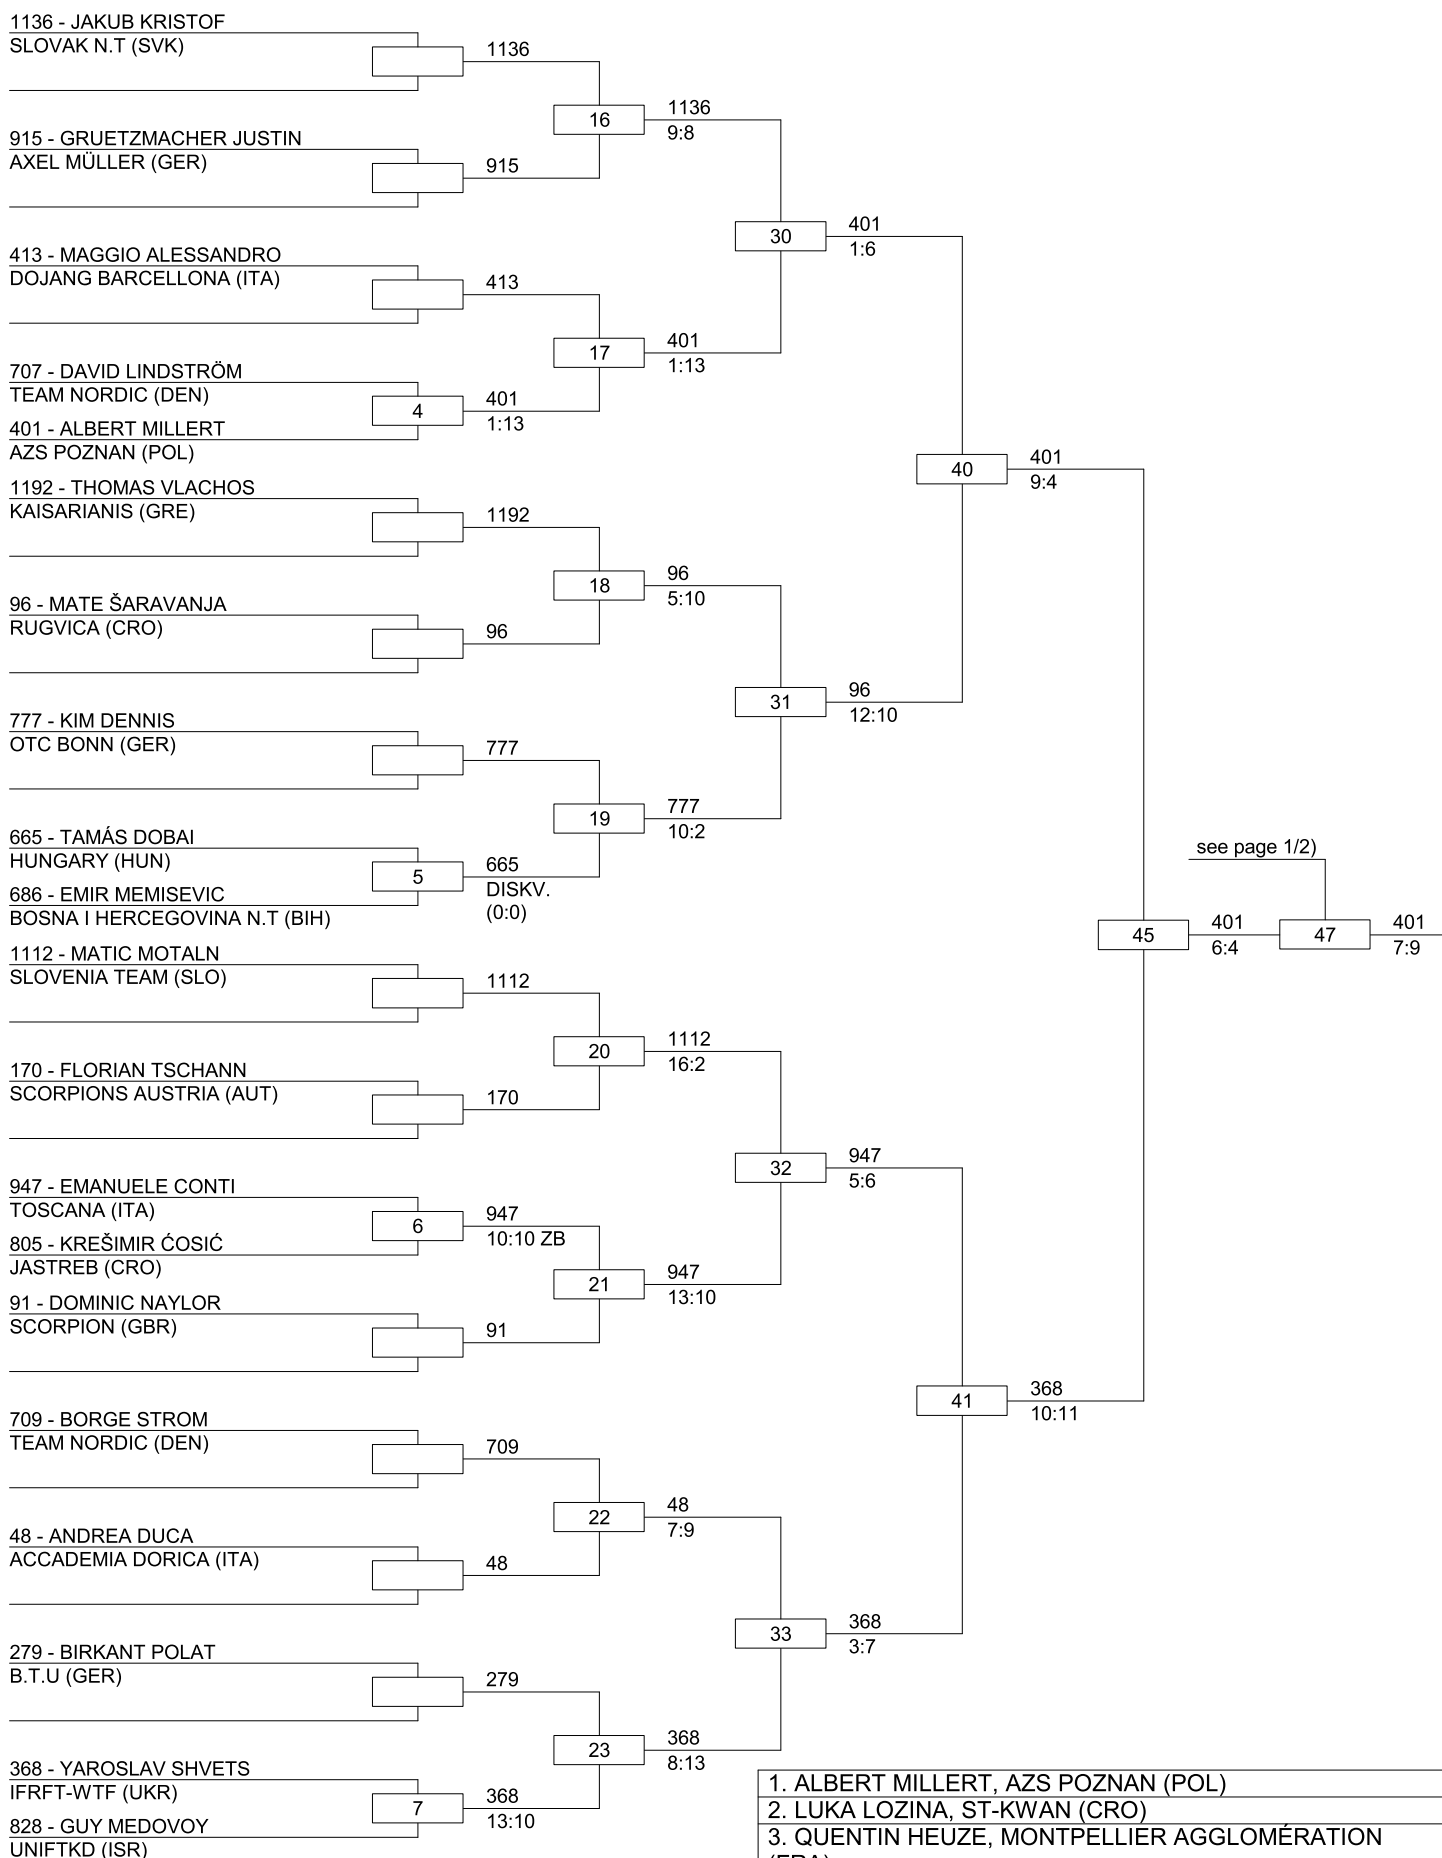 1136 - JAKUB KRISTOF
SLOVAK N.T (SVK)
1136
16
1136
9:8
915 - GRUETZMACHER JUSTIN
AXEL MÜLLER (GER)
915
30
401
1:6
413 - MAGGIO ALESSANDRO
DOJANG BARCELLONA (ITA)
413
17
401
1:13
707 - DAVID LINDSTRÖM
TEAM NORDIC (DEN)
4
401
1:13
401 - ALBERT MILLERT
AZS POZNAN (POL)
40
401
9:4
1192 - THOMAS VLACHOS
KAISARIANIS (GRE)
1192
18
96
5:10
96 - MATE ŠARAVANJA
RUGVICA (CRO)
96
31
96
12:10
777 - KIM DENNIS
OTC BONN (GER)
777
19
777
10:2
665 - TAMÁS DOBAI
HUNGARY (HUN)
5
665
DISKV.
(0:0)
686 - EMIR MEMISEVIC
BOSNA I HERCEGOVINA N.T (BIH)
see page 1/2)
45
401
6:4
47
401
7:9
1112 - MATIC MOTALN
SLOVENIA TEAM (SLO)
1112
20
1112
16:2
170 - FLORIAN TSCHANN
SCORPIONS AUSTRIA (AUT)
170
32
947
5:6
947 - EMANUELE CONTI
TOSCANA (ITA)
6
947
10:10 ZB
805 - KREŠIMIR ĆOSIĆ
JASTREB (CRO)
21
947
13:10
91 - DOMINIC NAYLOR
SCORPION (GBR)
91
41
368
10:11
709 - BORGE STROM
TEAM NORDIC (DEN)
709
22
48
7:9
48 - ANDREA DUCA
ACCADEMIA DORICA (ITA)
48
33
368
3:7
279 - BIRKANT POLAT
B.T.U (GER)
279
23
368
8:13
368 - YAROSLAV SHVETS
IFRFT-WTF (UKR)
7
368
13:10
828 - GUY MEDOVOY
UNIFTKD (ISR)
1. ALBERT MILLERT, AZS POZNAN (POL)
2. LUKA LOZINA, ST-KWAN (CRO)
3. QUENTIN HEUZE, MONTPELLIER AGGLOMÉRATION